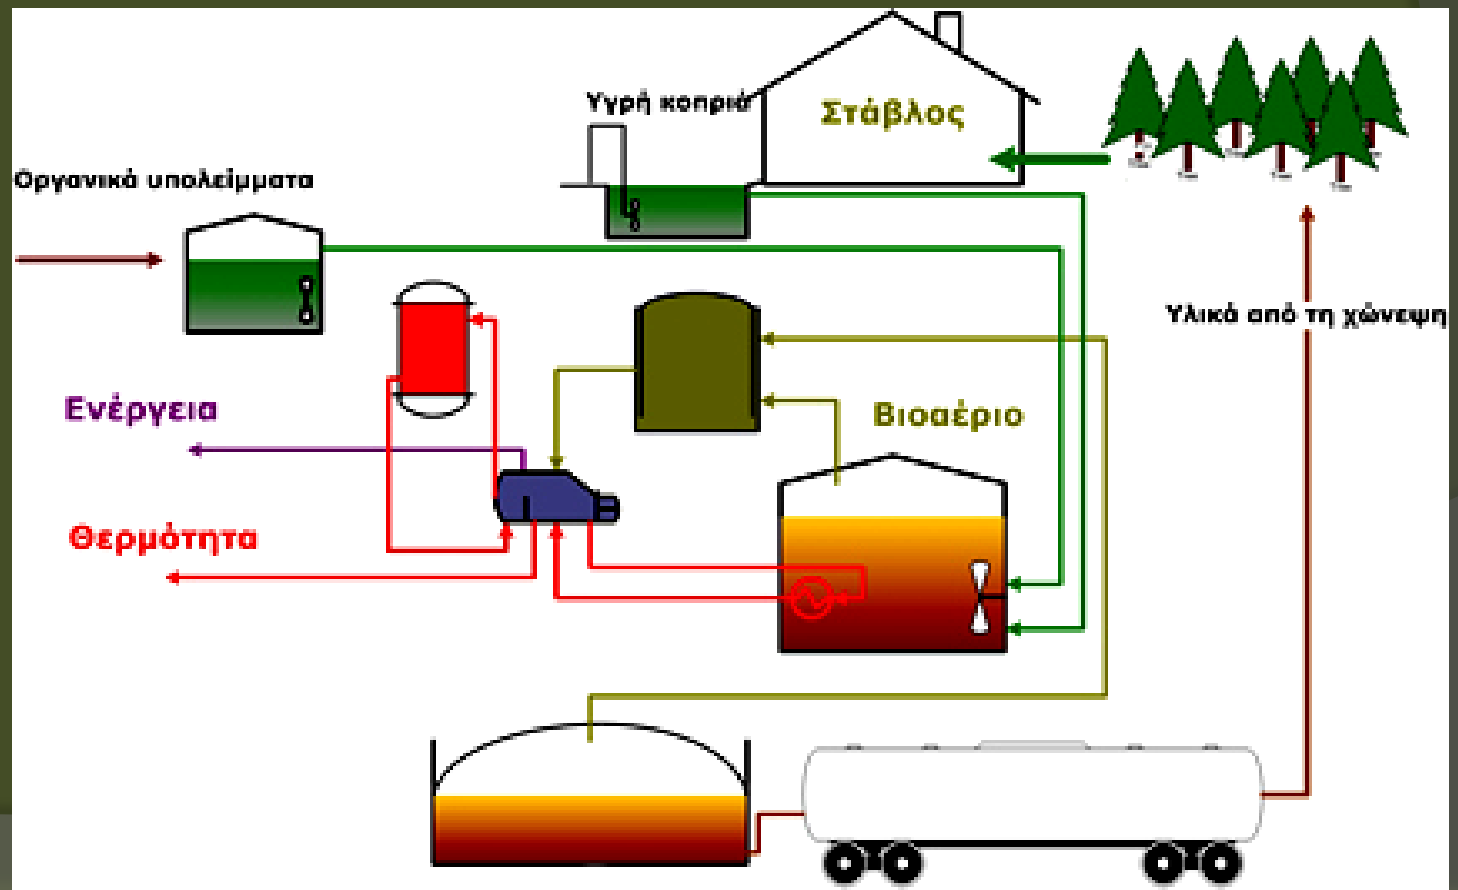 Υγρή κοπριά
Στάβλος
Οργανικά υπολείμματα
Υλικά από τη χώνεψη
Ενέργεια
Βιοαέριο
Θερμότητα